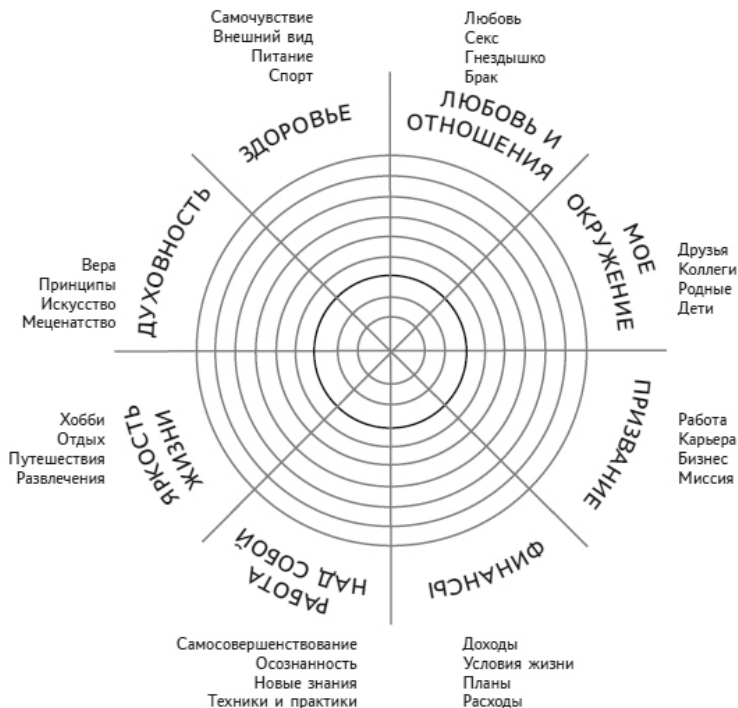 Самочувствие
Внешний вид
Питание
Спорт
Любовь
Секс
Гнездышко
Брак
ЗДОРОВЬЕ
ЛЮБОВЬ И
ОТНОШЕНИЯ
МОЕ
ОКРУЖЕНИЕ
Друзья
Коллеги
Родные
Дети
ПРИЗВАНИЕ
Работа
Карьера
Бизнес
Миссия
ФИНАНСЫ
Доходы
Условия жизни
Планы
Расходы
РАБОТА
НАД СОБОЙ
Самосовершенствование
Осознанность
Новые знания
Техники и практики
ЯРКОСТЬ
ЖИЗНИ
Хобби
Отдых
Путешествия
Развлечения
ДУХОВНОСТЬ
Вера
Принципы
Искусство
Меценатство